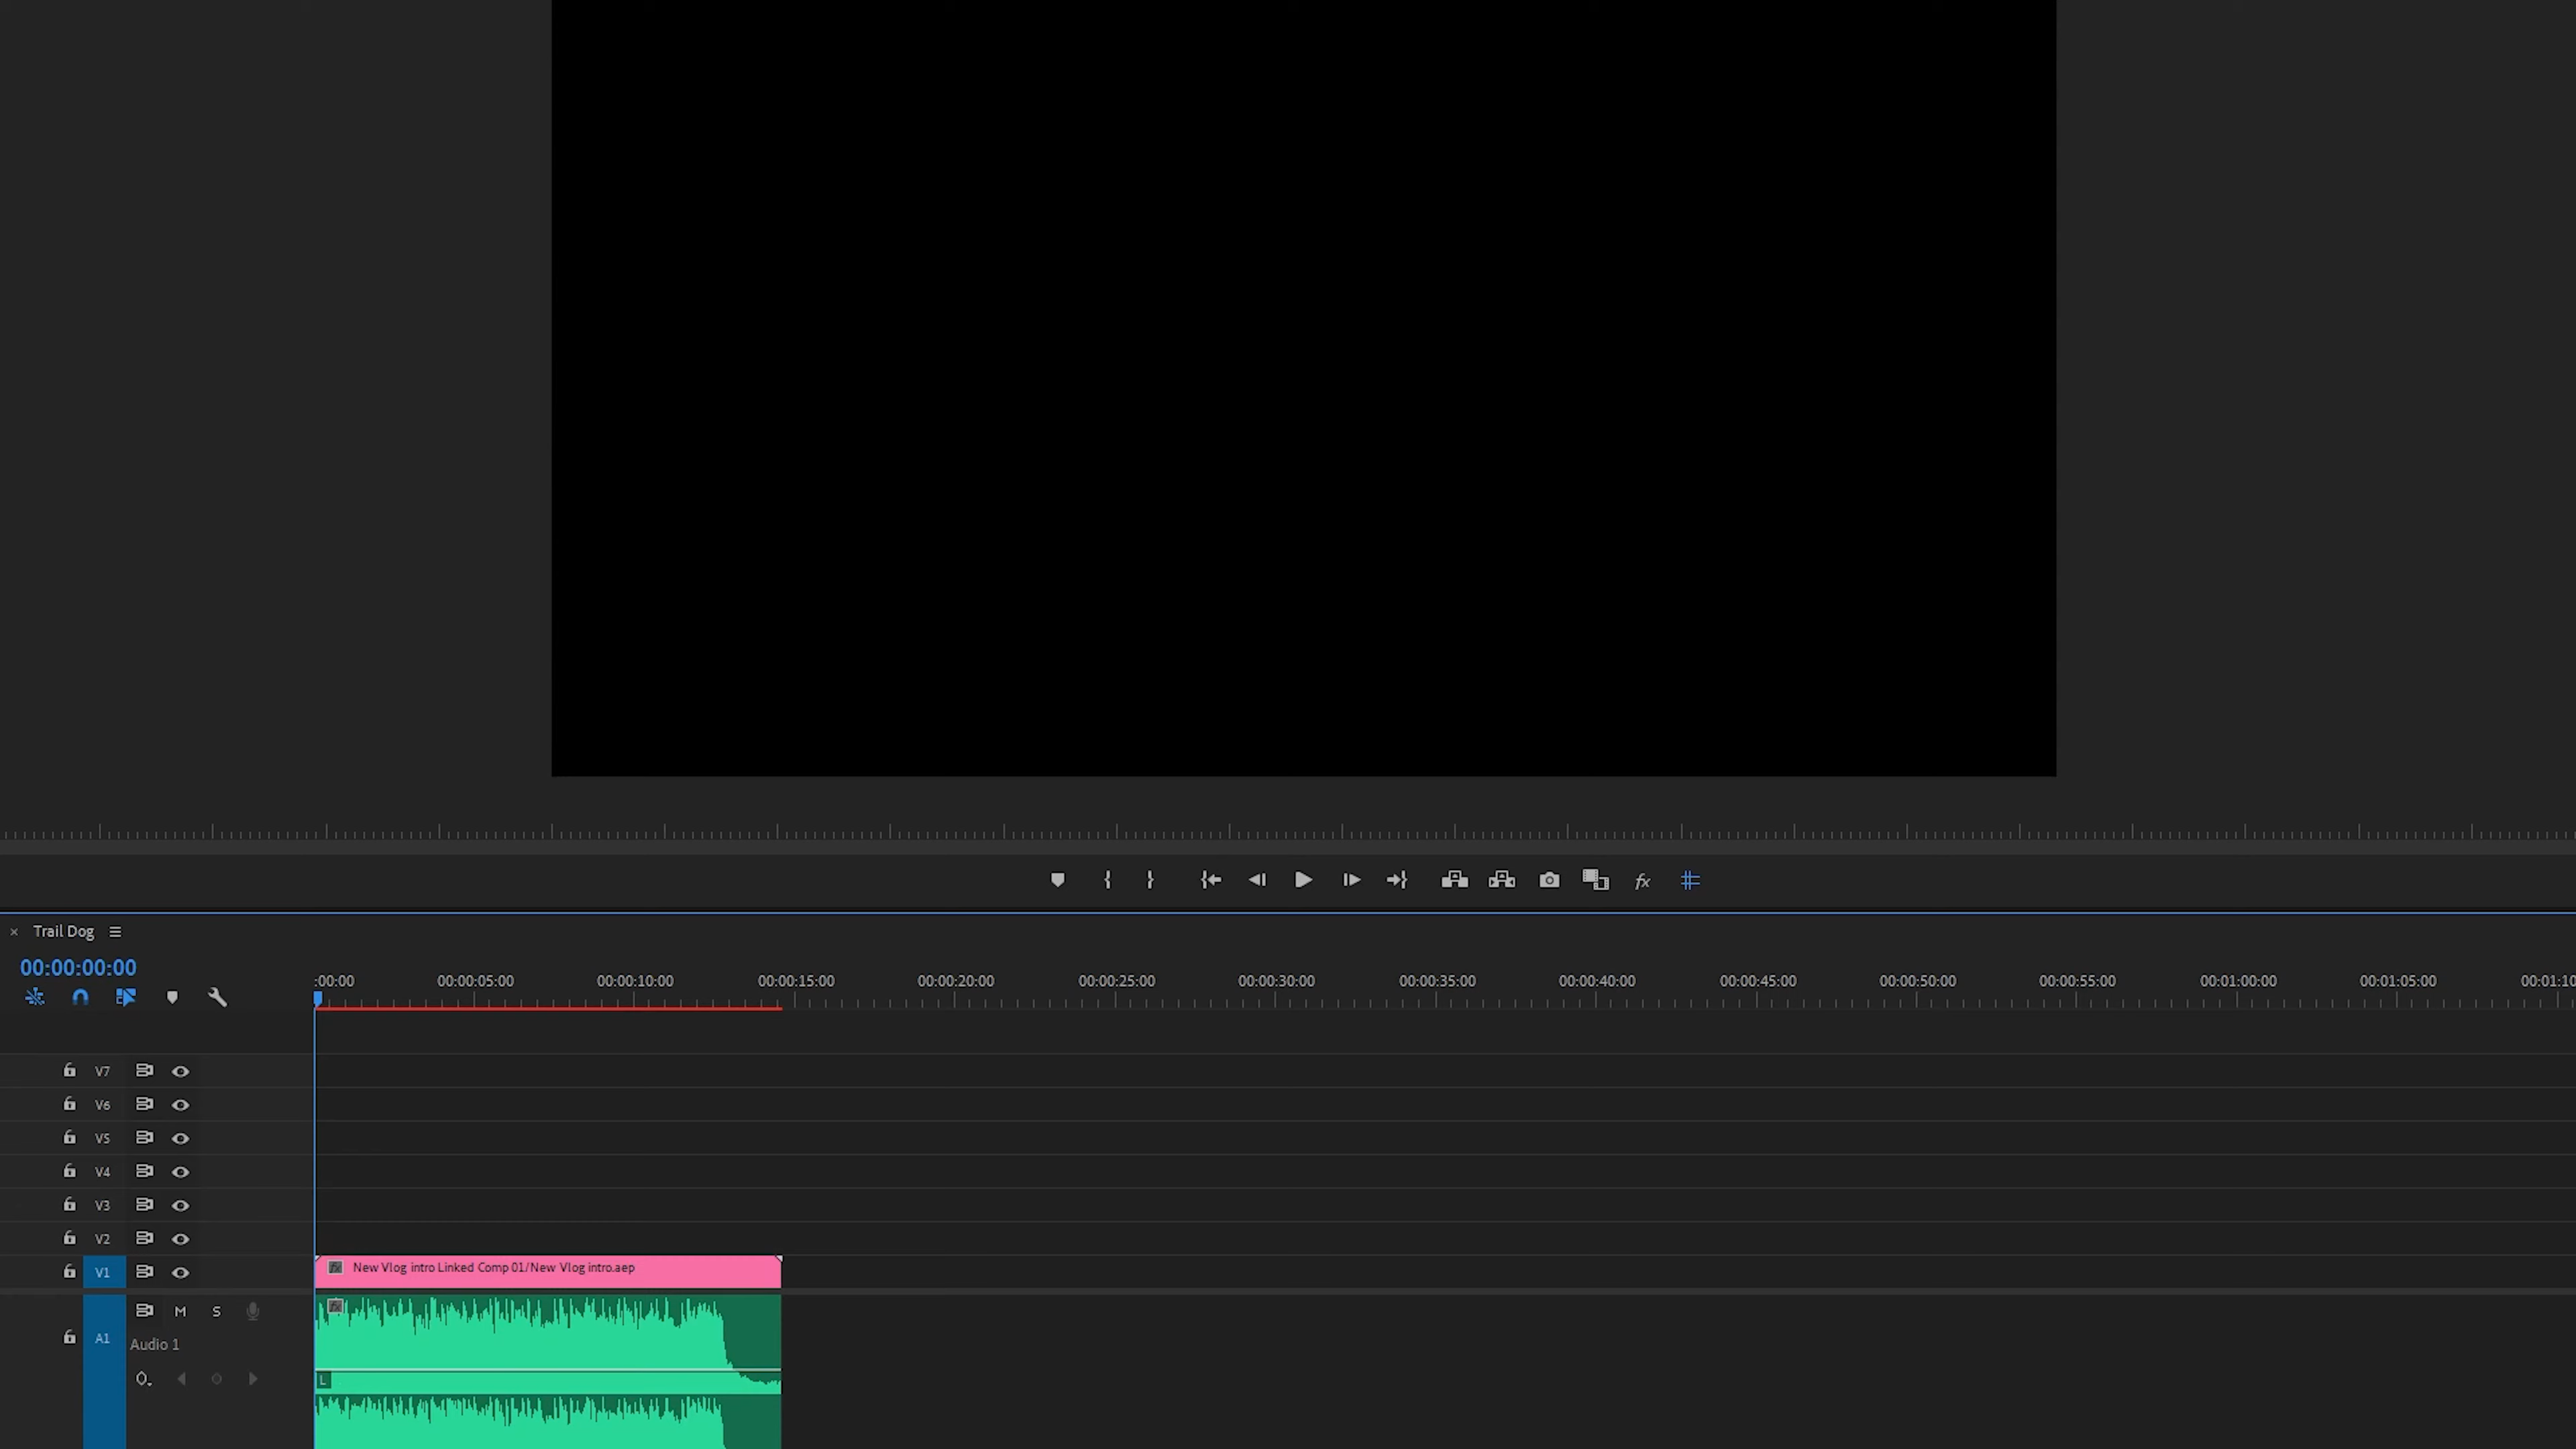 Trail Dog
00:00:00:00
:00:00 00:00:05:00 00:00:10:00 00:00:15:00 00:00:20:00 00:00:25:00 00:00:30:00 00:00:35:00 00:00:40:00 00:00:45:00 00:00:50:00 00:00:55:00 00:01:00:00 00:01:05:00 00:01:10
V7
V6
V5
V4
V3
V2
V1 fx New Vlog intro Linked Comp 01/New Vlog intro.aep
M S fx
A1
Audio 1
L